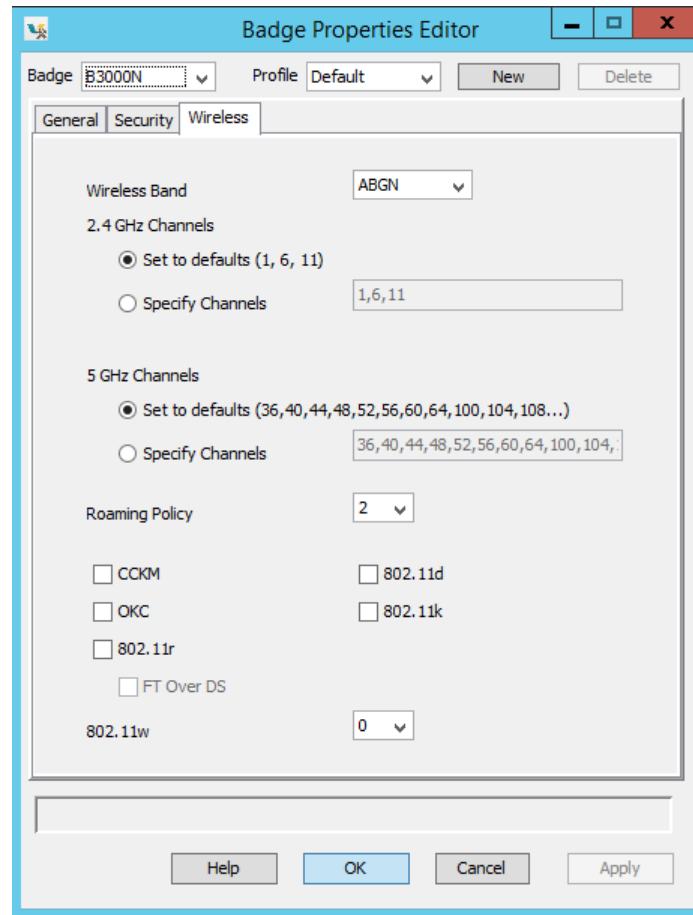 Badge Properties Editor
Badge B3000N Profile Default New Delete
General Security Wireless
Wireless Band ABGN
2.4 GHz Channels
Set to defaults (1, 6, 11)
Specify Channels 1,6,11
5 GHz Channels
Set to defaults (36,40,44,48,52,56,60,64,100,104,108...)
Specify Channels 36,40,44,48,52,56,60,64,100,104,
Roaming Policy 2
CCKM 802.11d
OKC 802.11k
802.11r
FT Over DS
802.11w 0
Help OK Cancel Apply